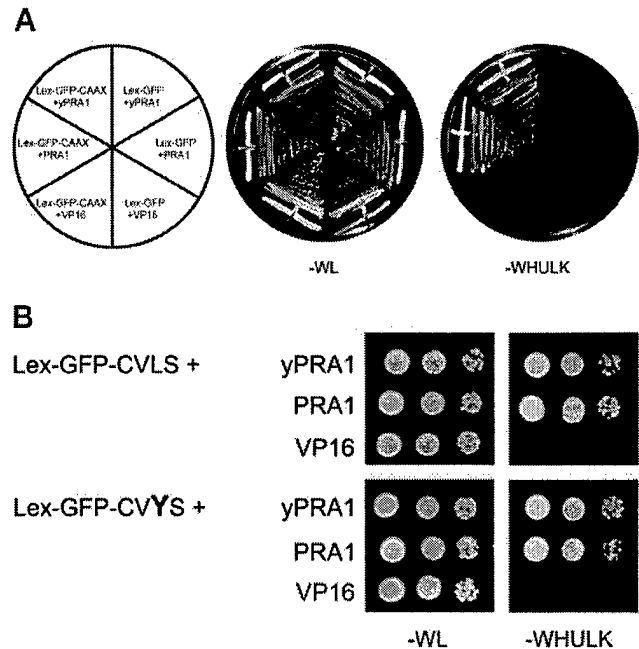 A
Lex-GFP-CAAX
+yPRA1
Lex-GFP
+yPRA1
Lex-GFP-CAAX
+PRA1
Lex-GFP
+PRA1
Lex-GFP-CAAX
+VP16
Lex-GFP
+VP16
-WL
-WHULK
B
Lex-GFP-CVLS +
yPRA1
PRA1
VP16
Lex-GFP-CVYS +
yPRA1
PRA1
VP16
-WL
-WHULK